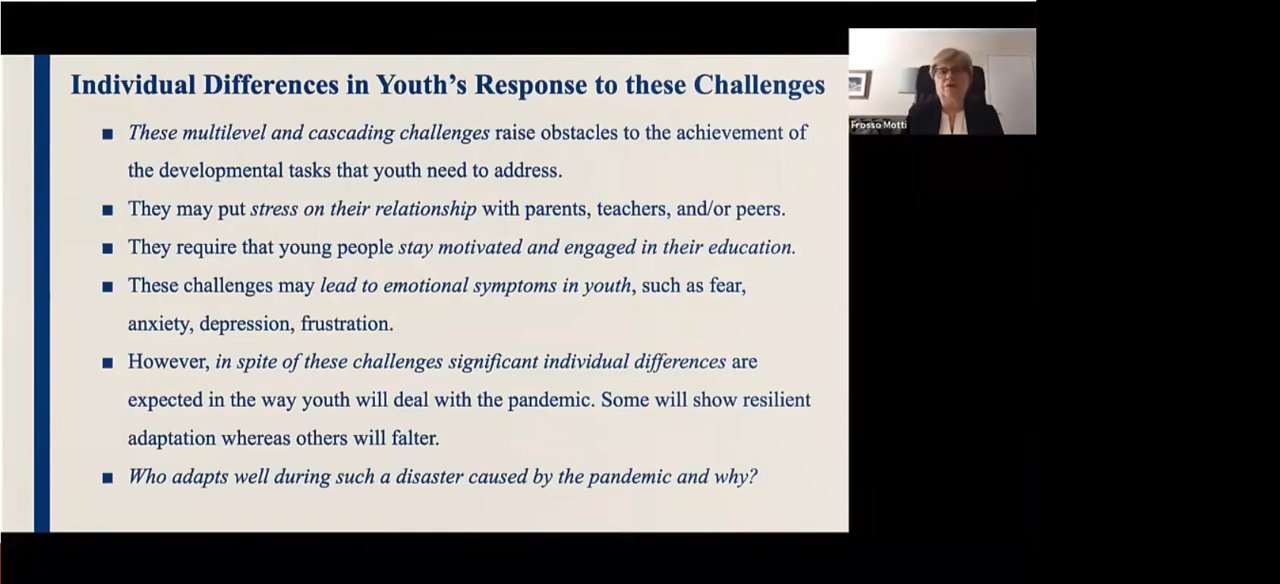 Individual Differences in Youth's Response to these Challenges
■ These multilevel and cascading challenges raise obstacles to the achievement of
the developmental tasks that youth need to address.
■ They may put stress on their relationship with parents, teachers, and/or peers.
■ They require that young people stay motivated and engaged in their education.
■ These challenges may lead to emotional symptoms in youth, such as fear,
anxiety, depression, frustration.
■ However, in spite of these challenges significant individual differences are
expected in the way youth will deal with the pandemic. Some will show resilient
adaptation whereas others will falter.
■ Who adapts well during such a disaster caused by the pandemic and why?
Frosso Motti